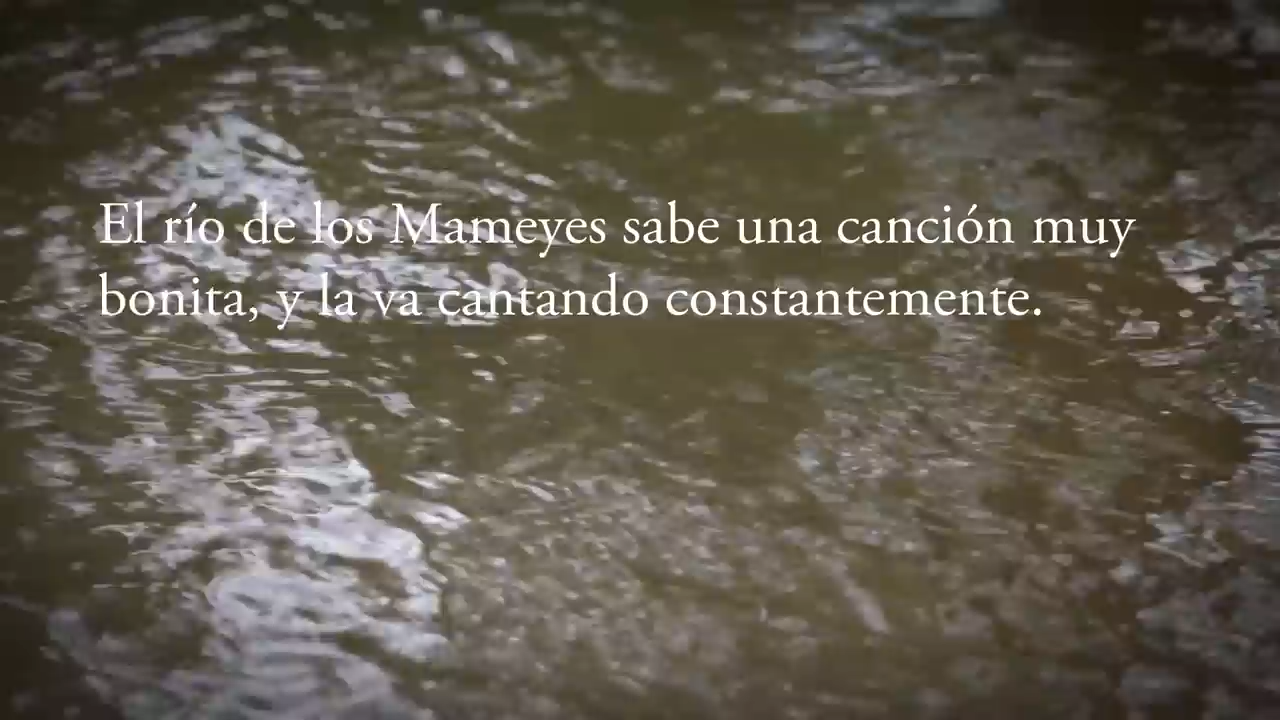 El río de los Mameyes sabe una canción muy
bonita, y la va cantando constantemente.